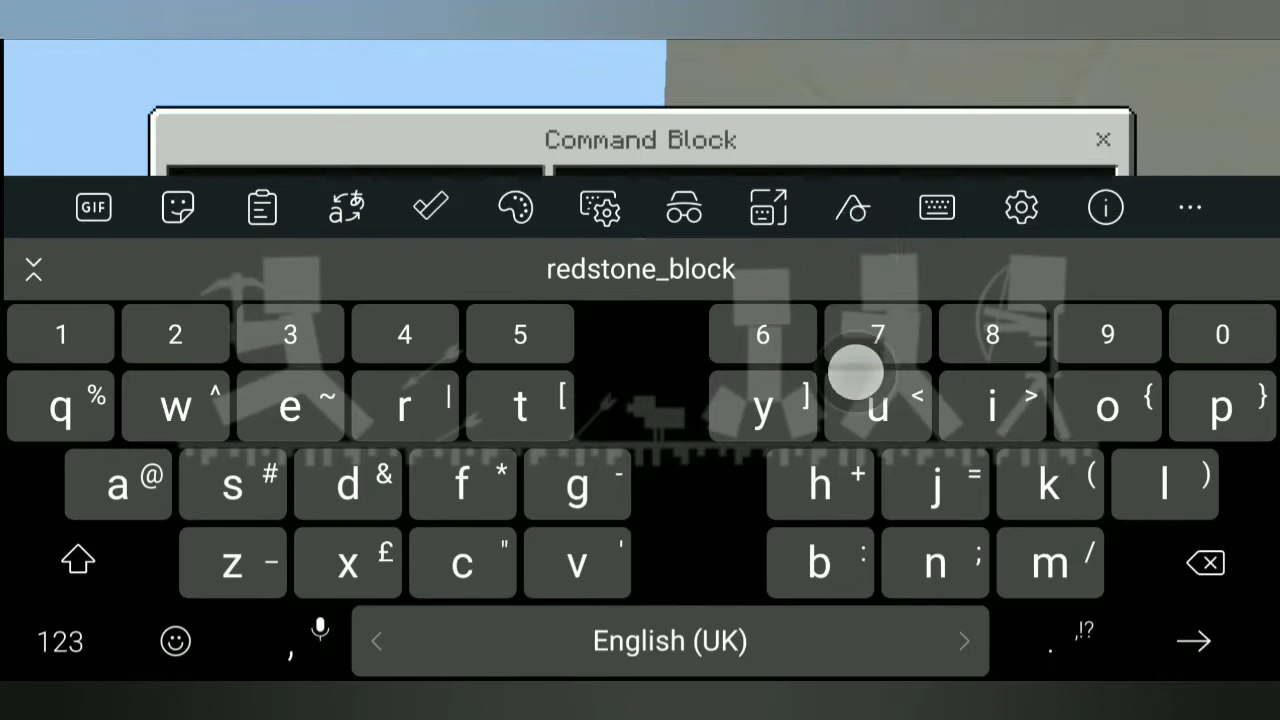 Command Block
GIF
redstone_block
1 2 3 4 5 6 7 8 9 0
q % w ^ e ~ r | t [ y ] u < i > o { p }
a @ s # d & f * g - h + j = k ( l )
z _ x £ c " v ' b : n ; m /
123 , English (UK) . ,!?